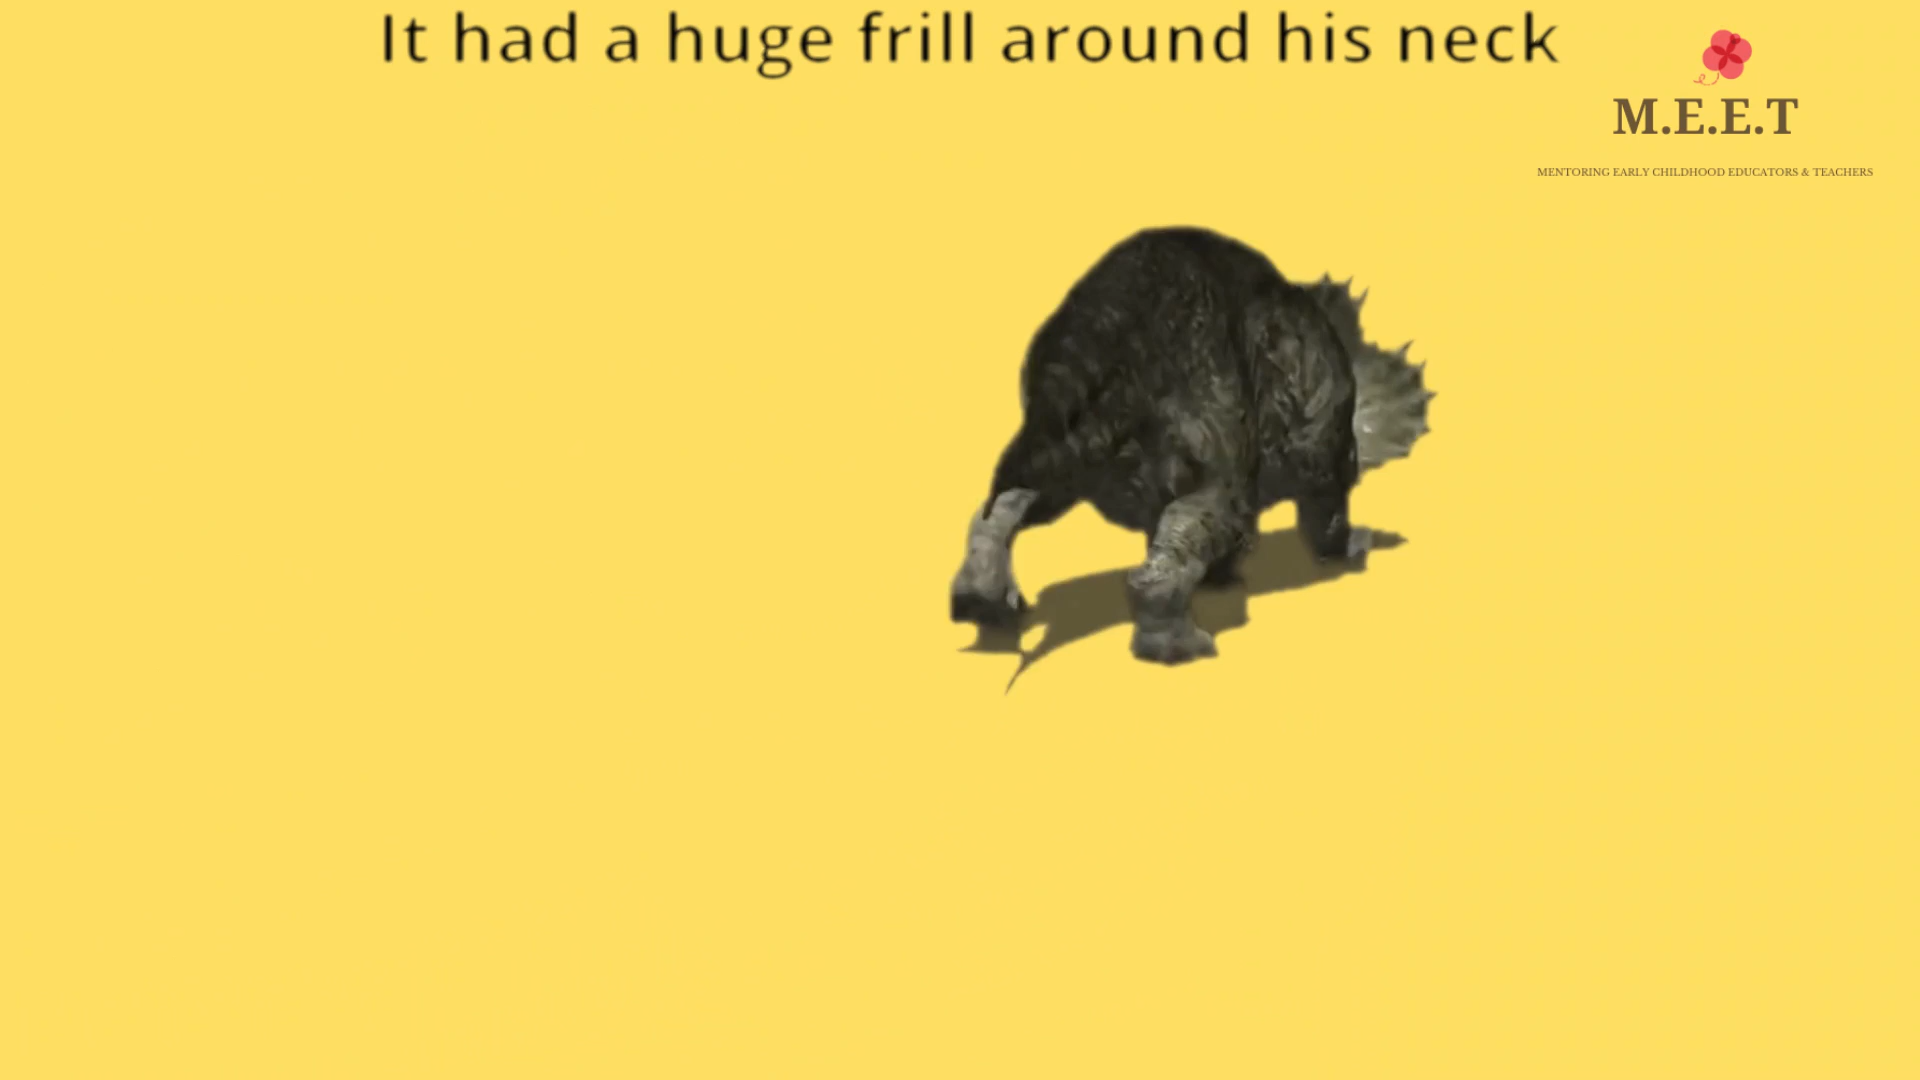 It had a huge frill around his neck
M.E.E.T
MENTORING EARLY CHILDHOOD EDUCATORS & TEACHERS